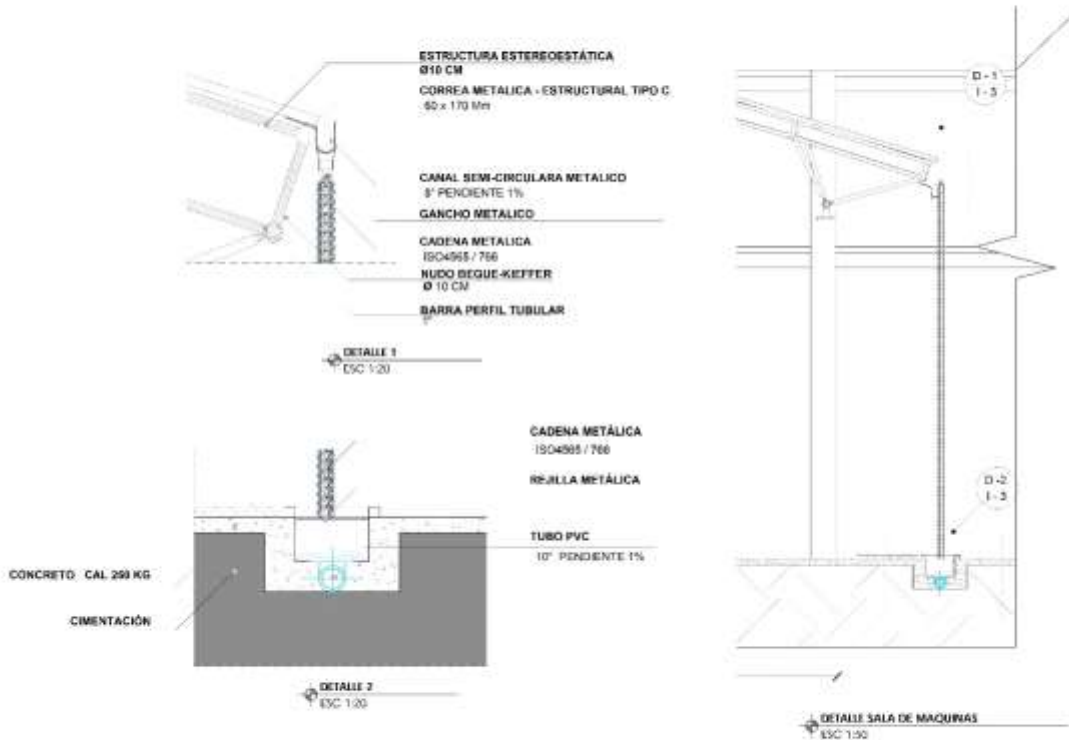 ESTRUCTURA ESTEREOESTÁTICA
Ø10 CM
CORREA METALICA - ESTRUCTURAL TIPO C
60 x 170 Mm
CANAL SEMI-CIRCULARA METALICO
8" PENDIENTE 1%
GANCHO METALICO
CADENA METALICA
ISO4565 / 766
NUDO BEGUE-KIEFFER
Ø 10 CM
BARRA PERFIL TUBULAR
DETALLE 1
ESC 1:20
CADENA METÁLICA
ISO4565 / 766
REJILLA METÁLICA
TUBO PVC
10" PENDIENTE 1%
CONCRETO CAL 250 KG
CIMENTACIÓN
DETALLE 2
ESC 1:20
D - 1
I - 3
D -2
I - 3
DETALLE SALA DE MAQUINAS
ESC 1:50